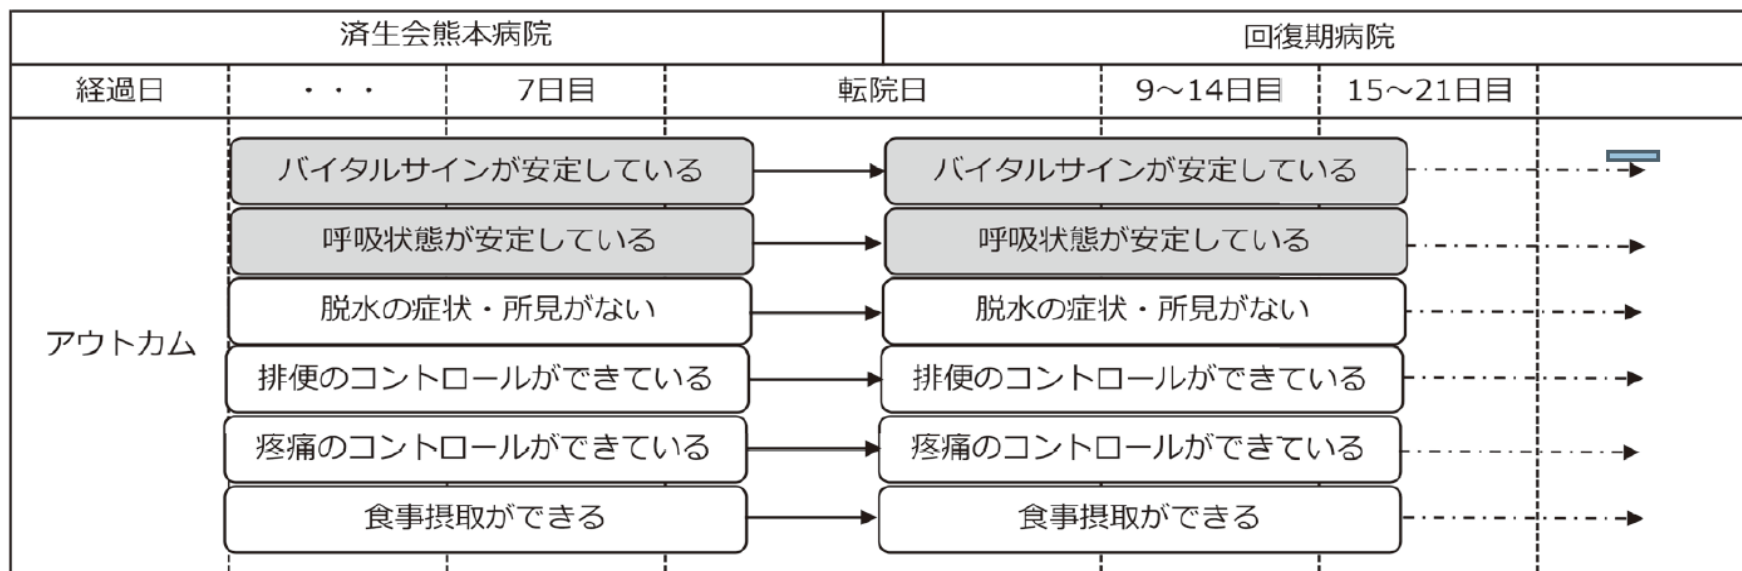 済生会熊本病院 回復期病院
経過日 ・・・ 7日目 転院日 9～14日目 15～21日目
バイタルサインが安定している バイタルサインが安定している
呼吸状態が安定している 呼吸状態が安定している
脱水の症状・所見がない 脱水の症状・所見がない
アウトカム
排便のコントロールができている 排便のコントロールができている
疼痛のコントロールができている 疼痛のコントロールができている
食事摂取ができる 食事摂取ができる